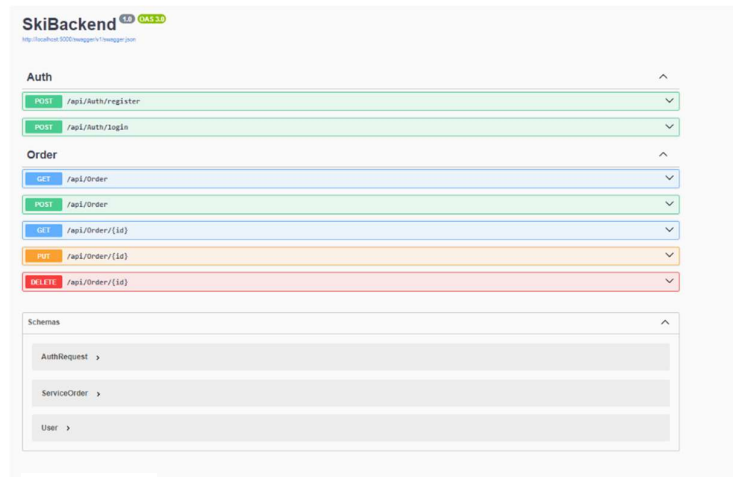 SkiBackend 1.0 OAS 3.0
http://localhost:5000/swagger/v1/swagger.json
Auth
POST /api/Auth/register
POST /api/Auth/login
Order
GET /api/Order
POST /api/Order
GET /api/Order/{id}
PUT /api/Order/{id}
DELETE /api/Order/{id}
Schemas
AuthRequest
ServiceOrder
User